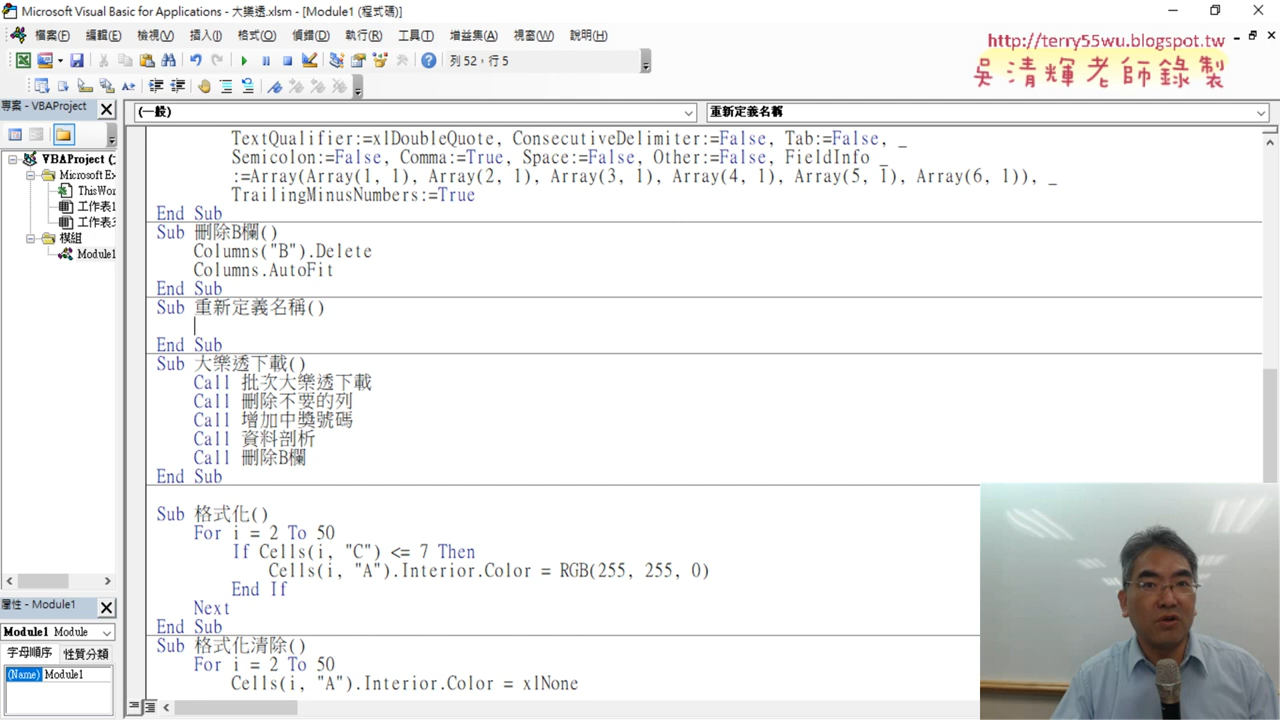 Microsoft Visual Basic for Applications - 大樂透.xlsm - [Module1 (程式碼)]
檔案(F) 編輯(E) 檢視(V) 插入(I) 格式(O) 偵錯(D) 執行(R) 工具(T) 增益集(A) 視窗(W) 說明(H)
http://terry55wu.blogspot.tw
吳清輝老師錄製
列 52，行 5
專案 - VBAProject
(一般)
重新定義名稱
VBAProject (
Microsoft Ex
ThisWor
工作表1
工作表3
模組
Module1
TextQualifier:=xlDoubleQuote, ConsecutiveDelimiter:=False, Tab:=False, _
Semicolon:=False, Comma:=True, Space:=False, Other:=False, FieldInfo _
:=Array(Array(1, 1), Array(2, 1), Array(3, 1), Array(4, 1), Array(5, 1), Array(6, 1)), _
TrailingMinusNumbers:=True
End Sub
Sub 刪除B欄()
Columns("B").Delete
Columns.AutoFit
End Sub
Sub 重新定義名稱()
End Sub
Sub 大樂透下載()
Call 批次大樂透下載
Call 刪除不要的列
Call 增加中獎號碼
Call 資料剖析
Call 刪除B欄
End Sub
Sub 格式化()
For i = 2 To 50
If Cells(i, "C") <= 7 Then
Cells(i, "A").Interior.Color = RGB(255, 255, 0)
End If
Next
End Sub
Sub 格式化清除()
For i = 2 To 50
Cells(i, "A").Interior.Color = xlNone
屬性 - Module1
Module1 Module
字母順序 性質分類
(Name) Module1